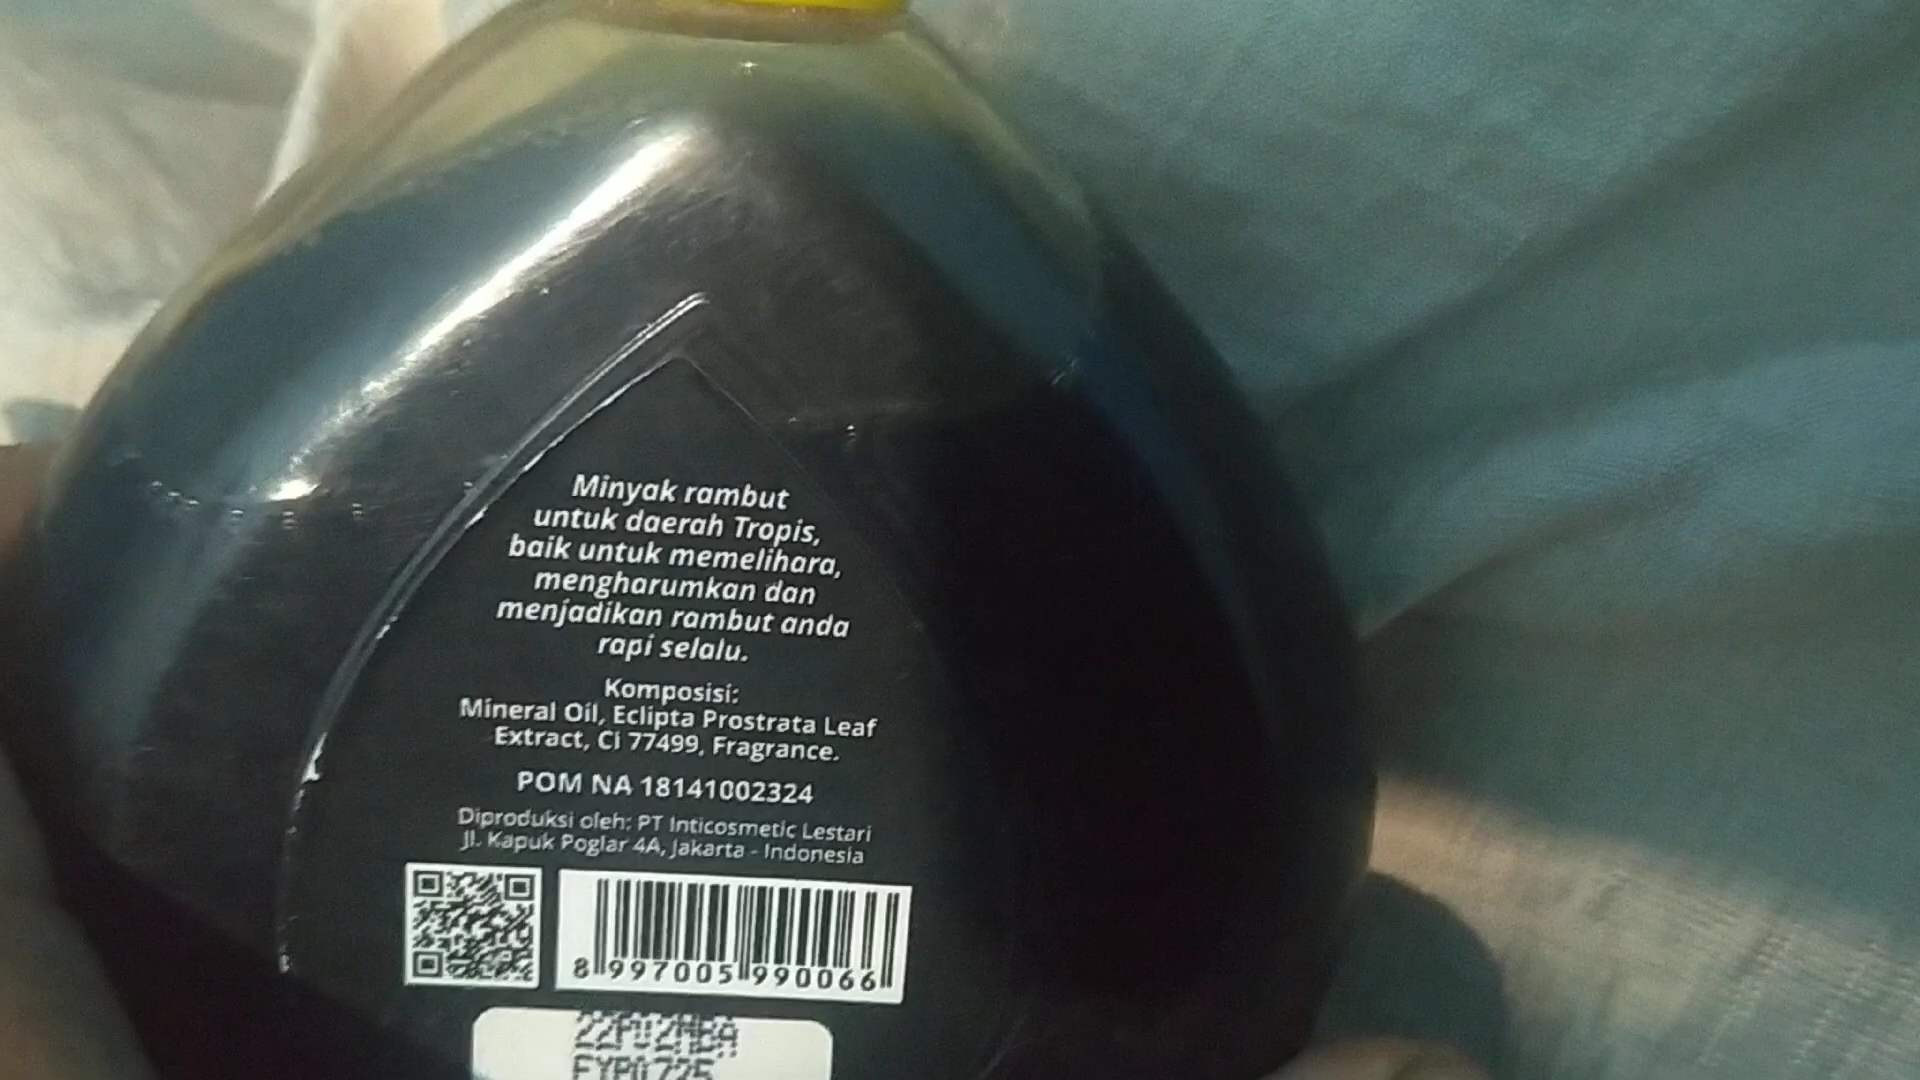 Minyak rambut
untuk daerah Tropis,
baik untuk memelihara,
mengharumkan dan
menjadikan rambut anda
rapi selalu.
Komposisi:
Mineral Oil, Eclipta Prostrata Leaf
Extract, CI 77499, Fragrance.
POM NA 18141002324
Diproduksi oleh: PT Inticosmetic Lestari
Jl. Kapuk Poglar 4A, Jakarta - Indonesia
8 997005 990066